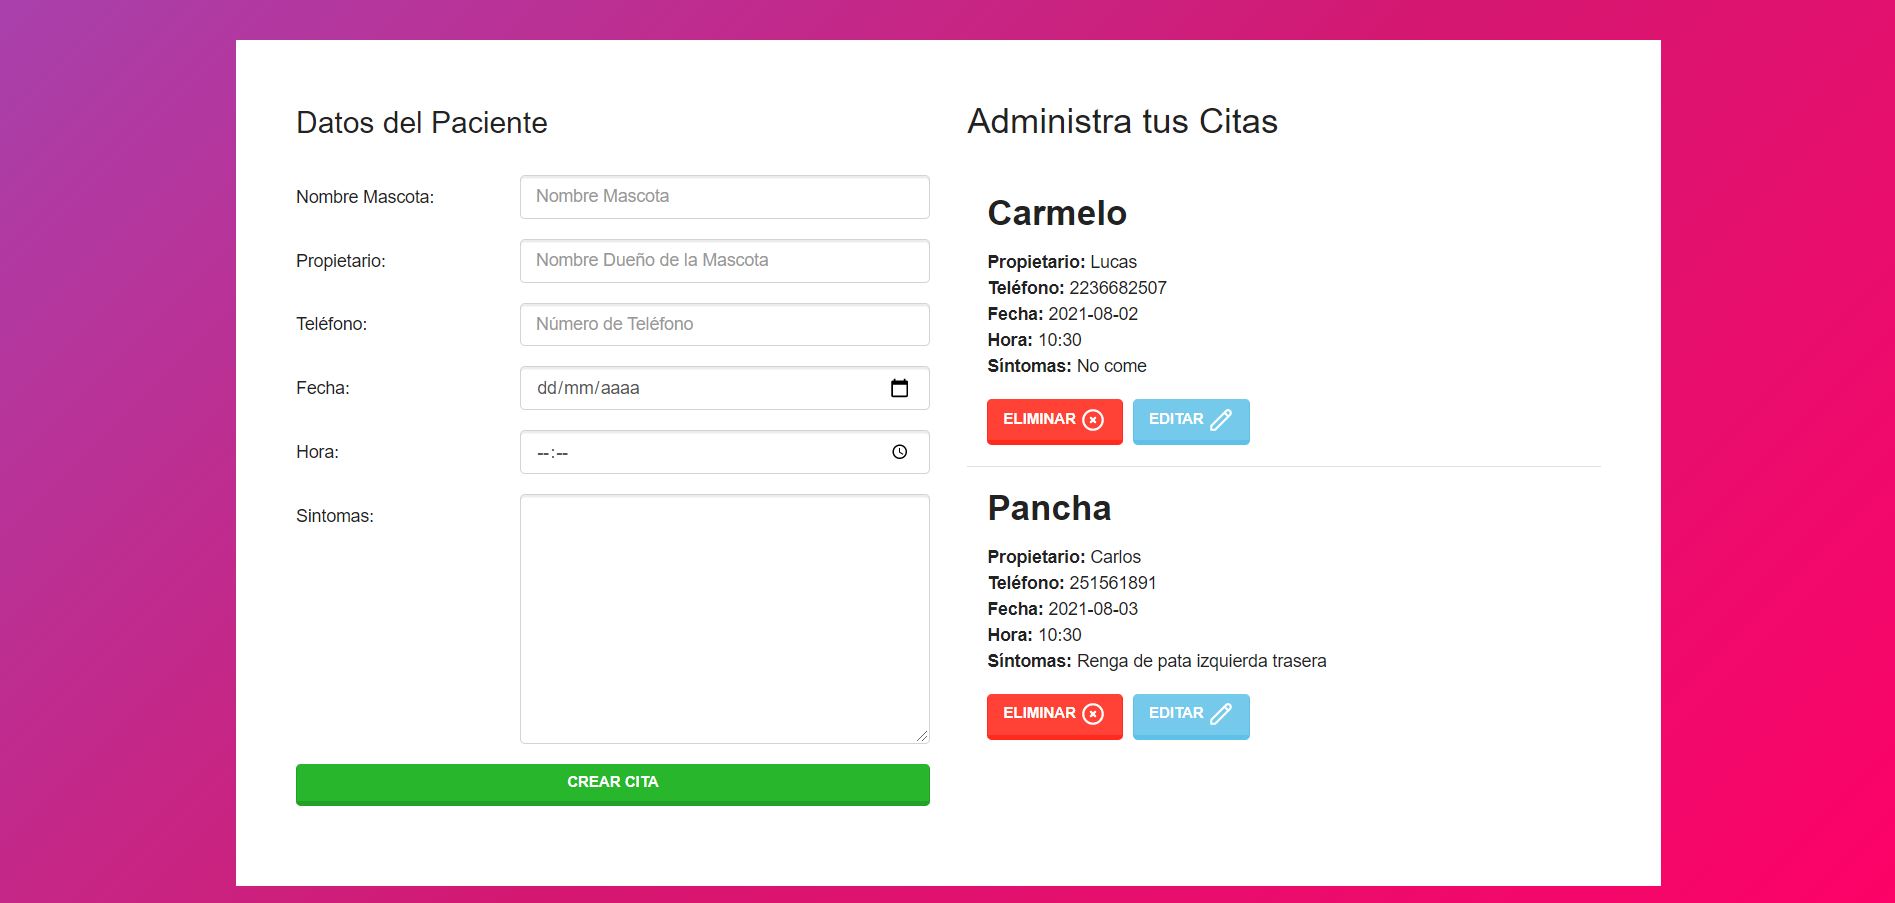 Datos del Paciente
Nombre Mascota:
Nombre Mascota
Propietario:
Nombre Dueño de la Mascota
Teléfono:
Número de Teléfono
Fecha:
dd/mm/aaaa
Hora:
--:--
Sintomas:
CREAR CITA
Administra tus Citas
Carmelo
Propietario: Lucas
Teléfono: 2236682507
Fecha: 2021-08-02
Hora: 10:30
Síntomas: No come
ELIMINAR
EDITAR
Pancha
Propietario: Carlos
Teléfono: 251561891
Fecha: 2021-08-03
Hora: 10:30
Síntomas: Renga de pata izquierda trasera
ELIMINAR
EDITAR